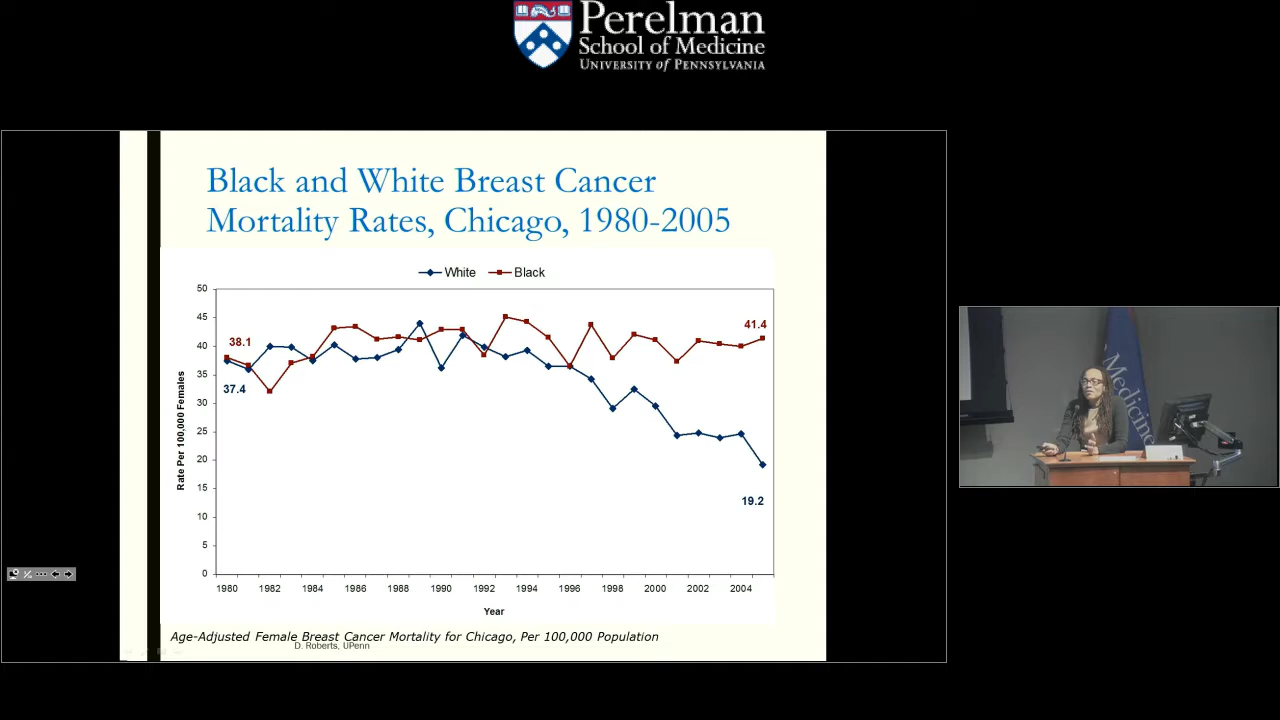 Perelman
School of Medicine
UNIVERSITY of PENNSYLVANIA
Black and White Breast Cancer
Mortality Rates, Chicago, 1980-2005
White Black
50
45
40
35
30
25
20
15
10
5
0
38.1
37.4
41.4
19.2
Rate Per 100,000 Females
1980 1982 1984 1986 1988 1990 1992 1994 1996 1998 2000 2002 2004
Year
Age-Adjusted Female Breast Cancer Mortality for Chicago, Per 100,000 Population
D. Roberts, UPenn
Medicine